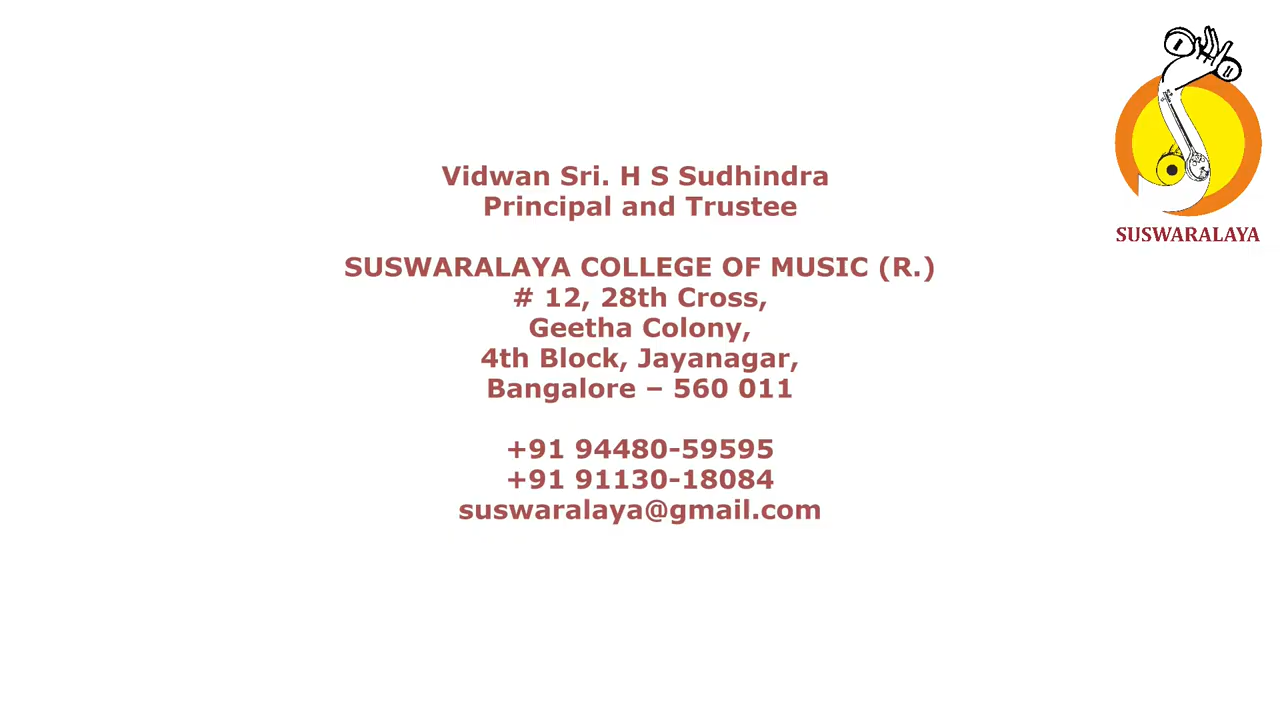 Vidwan Sri. H S Sudhindra
Principal and Trustee
SUSWARALAYA COLLEGE OF MUSIC (R.)
# 12, 28th Cross,
Geetha Colony,
4th Block, Jayanagar,
Bangalore – 560 011
+91 94480-59595
+91 91130-18084
suswaralaya@gmail.com
SUSWARALAYA